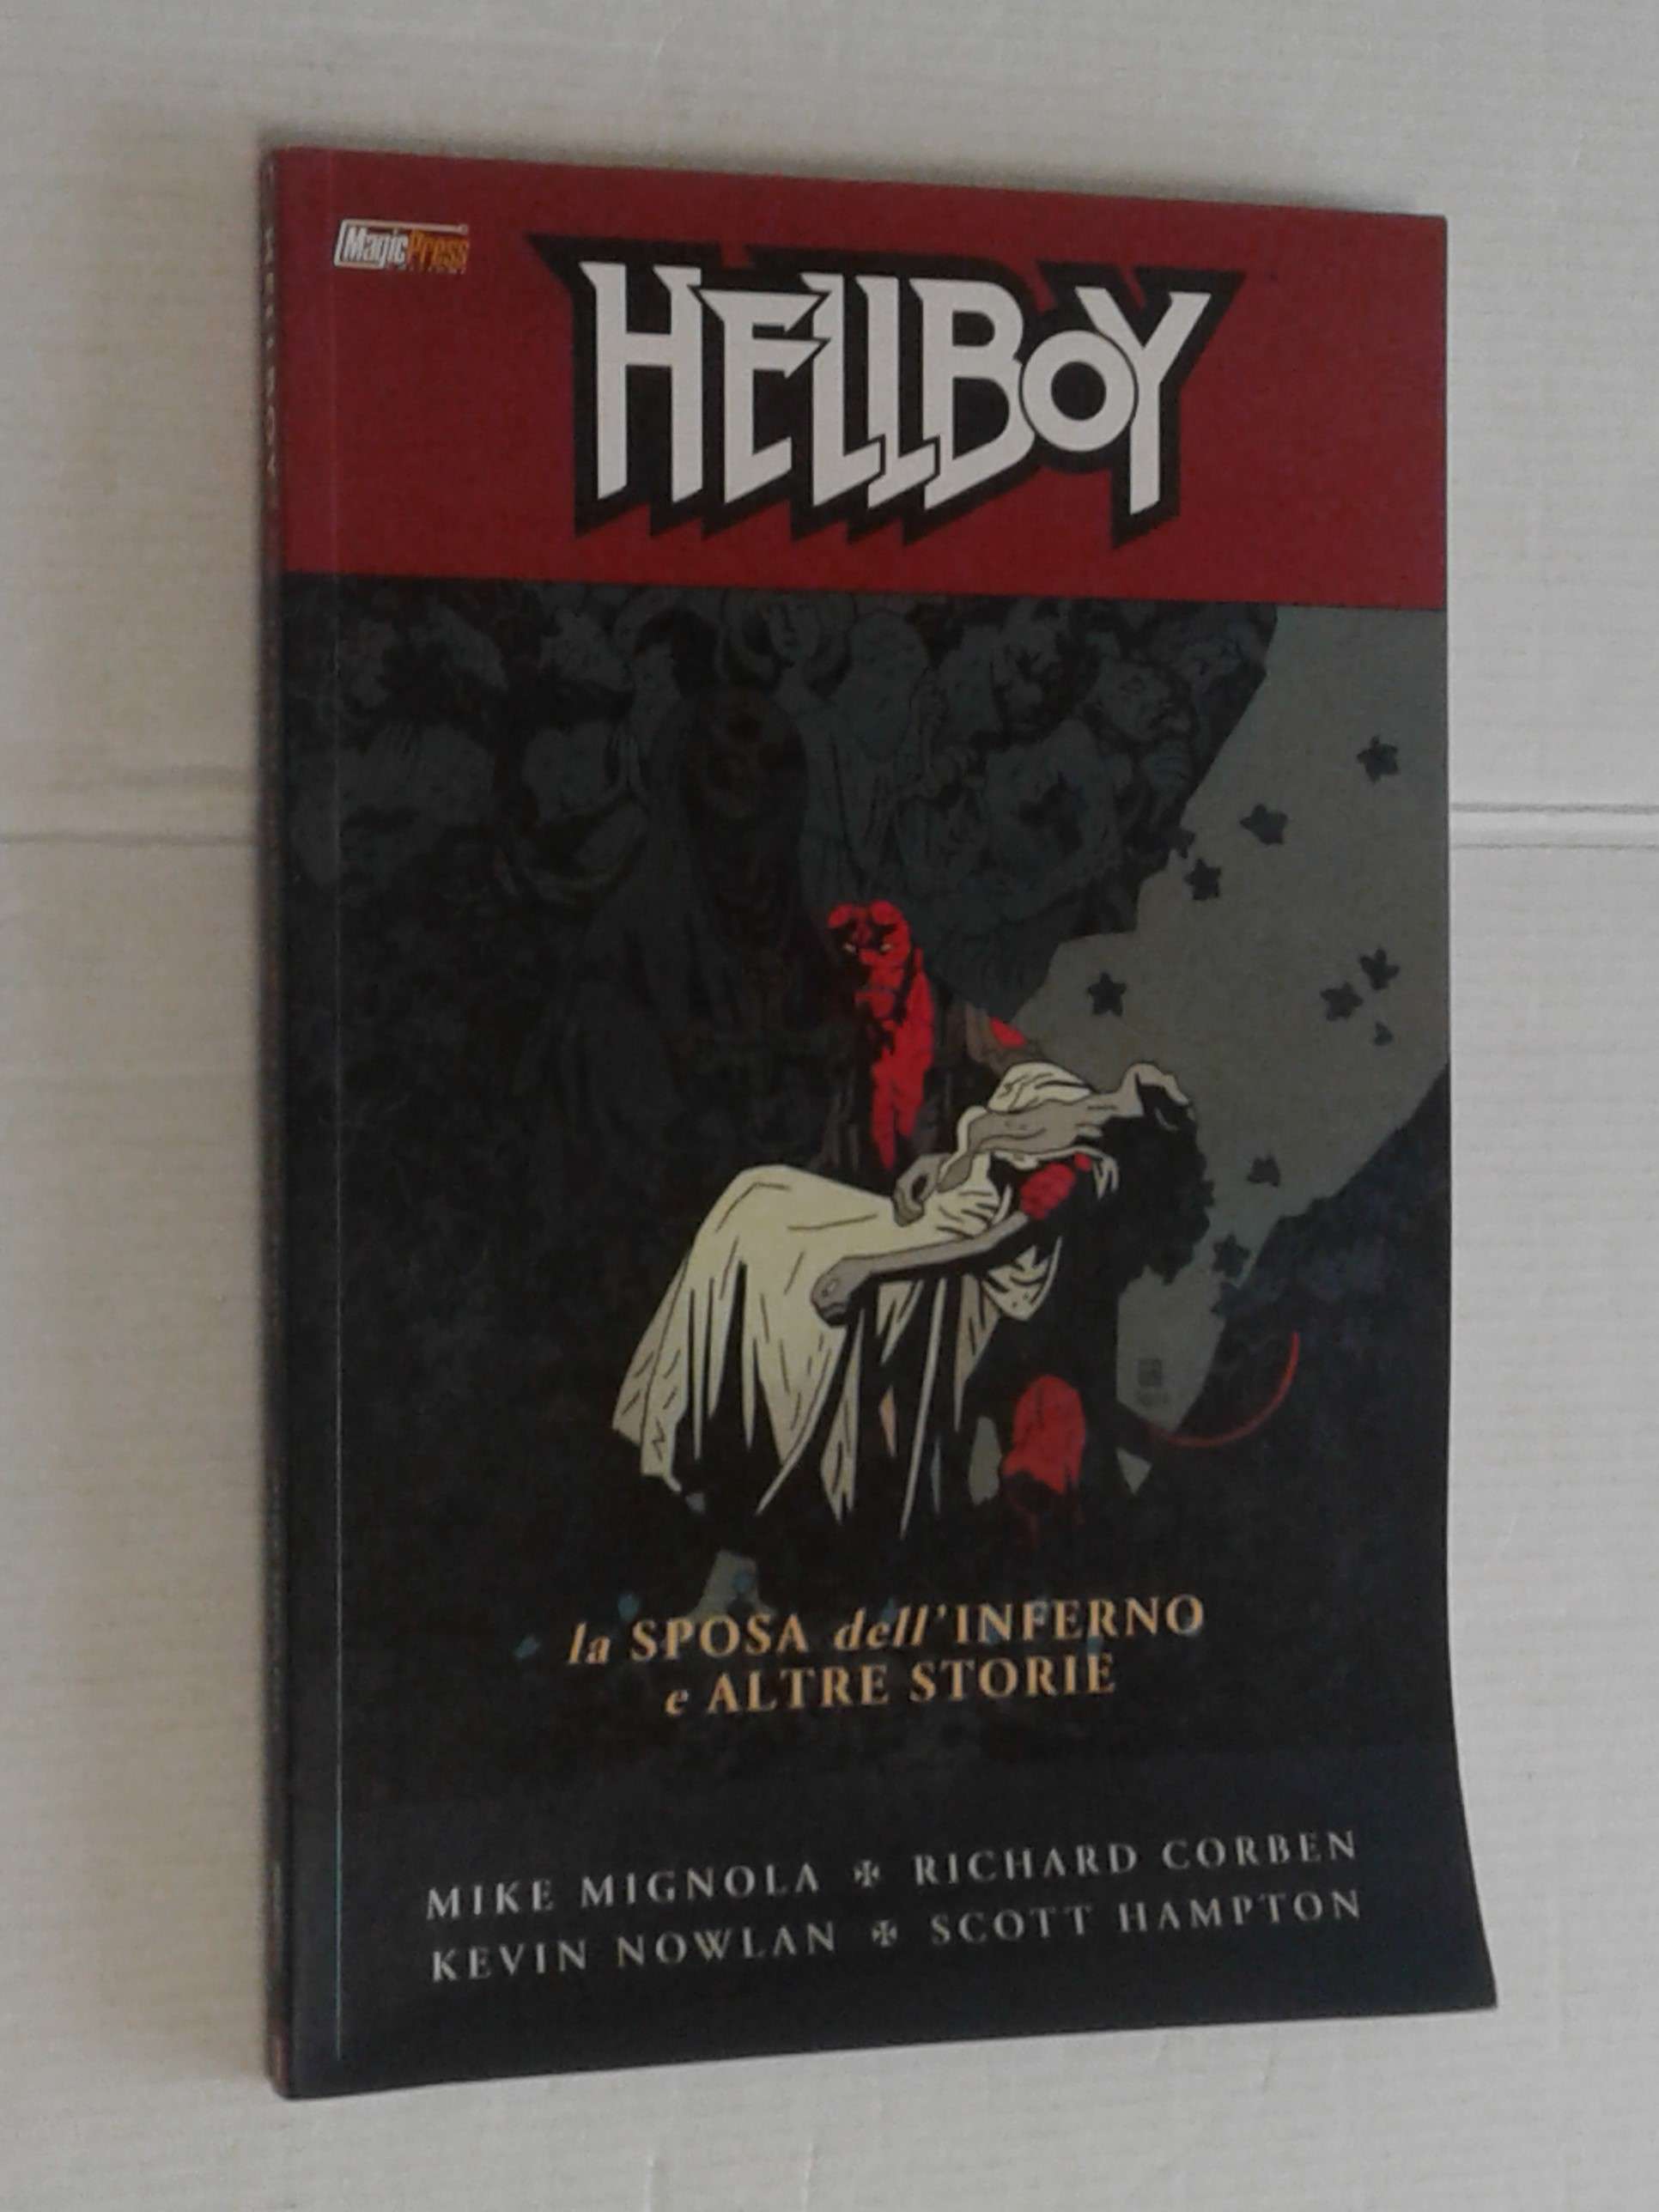 MagicPress
HELLBOY
la SPOSA dell'INFERNO
e ALTRE STORIE
MIKE MIGNOLA ✠ RICHARD CORBEN
KEVIN NOWLAN ✠ SCOTT HAMPTON